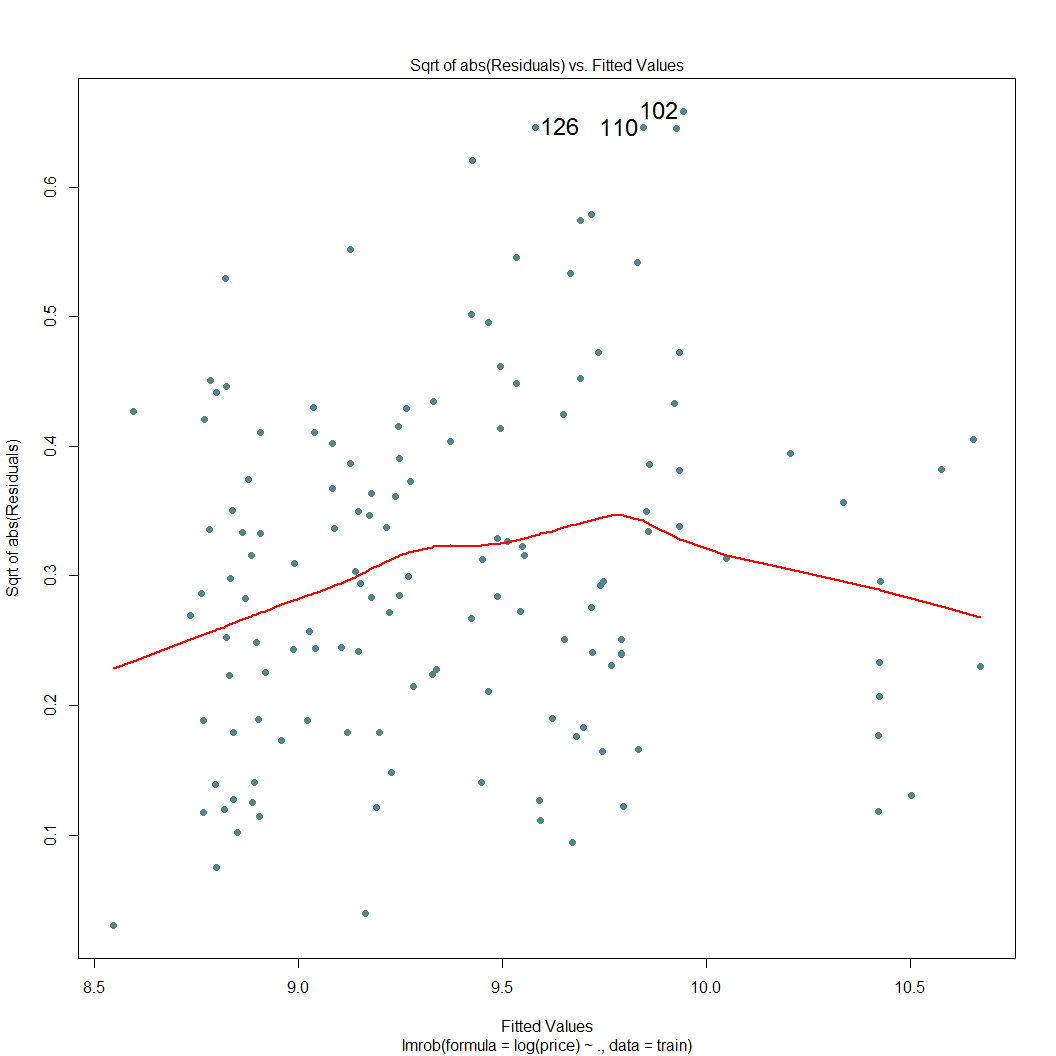 Sqrt of abs(Residuals) vs. Fitted Values
102
126
110
Sqrt of abs(Residuals)
0.6
0.5
0.4
0.3
0.2
0.1
8.5 9.0 9.5 10.0 10.5
Fitted Values
lmrob(formula = log(price) ~ ., data = train)